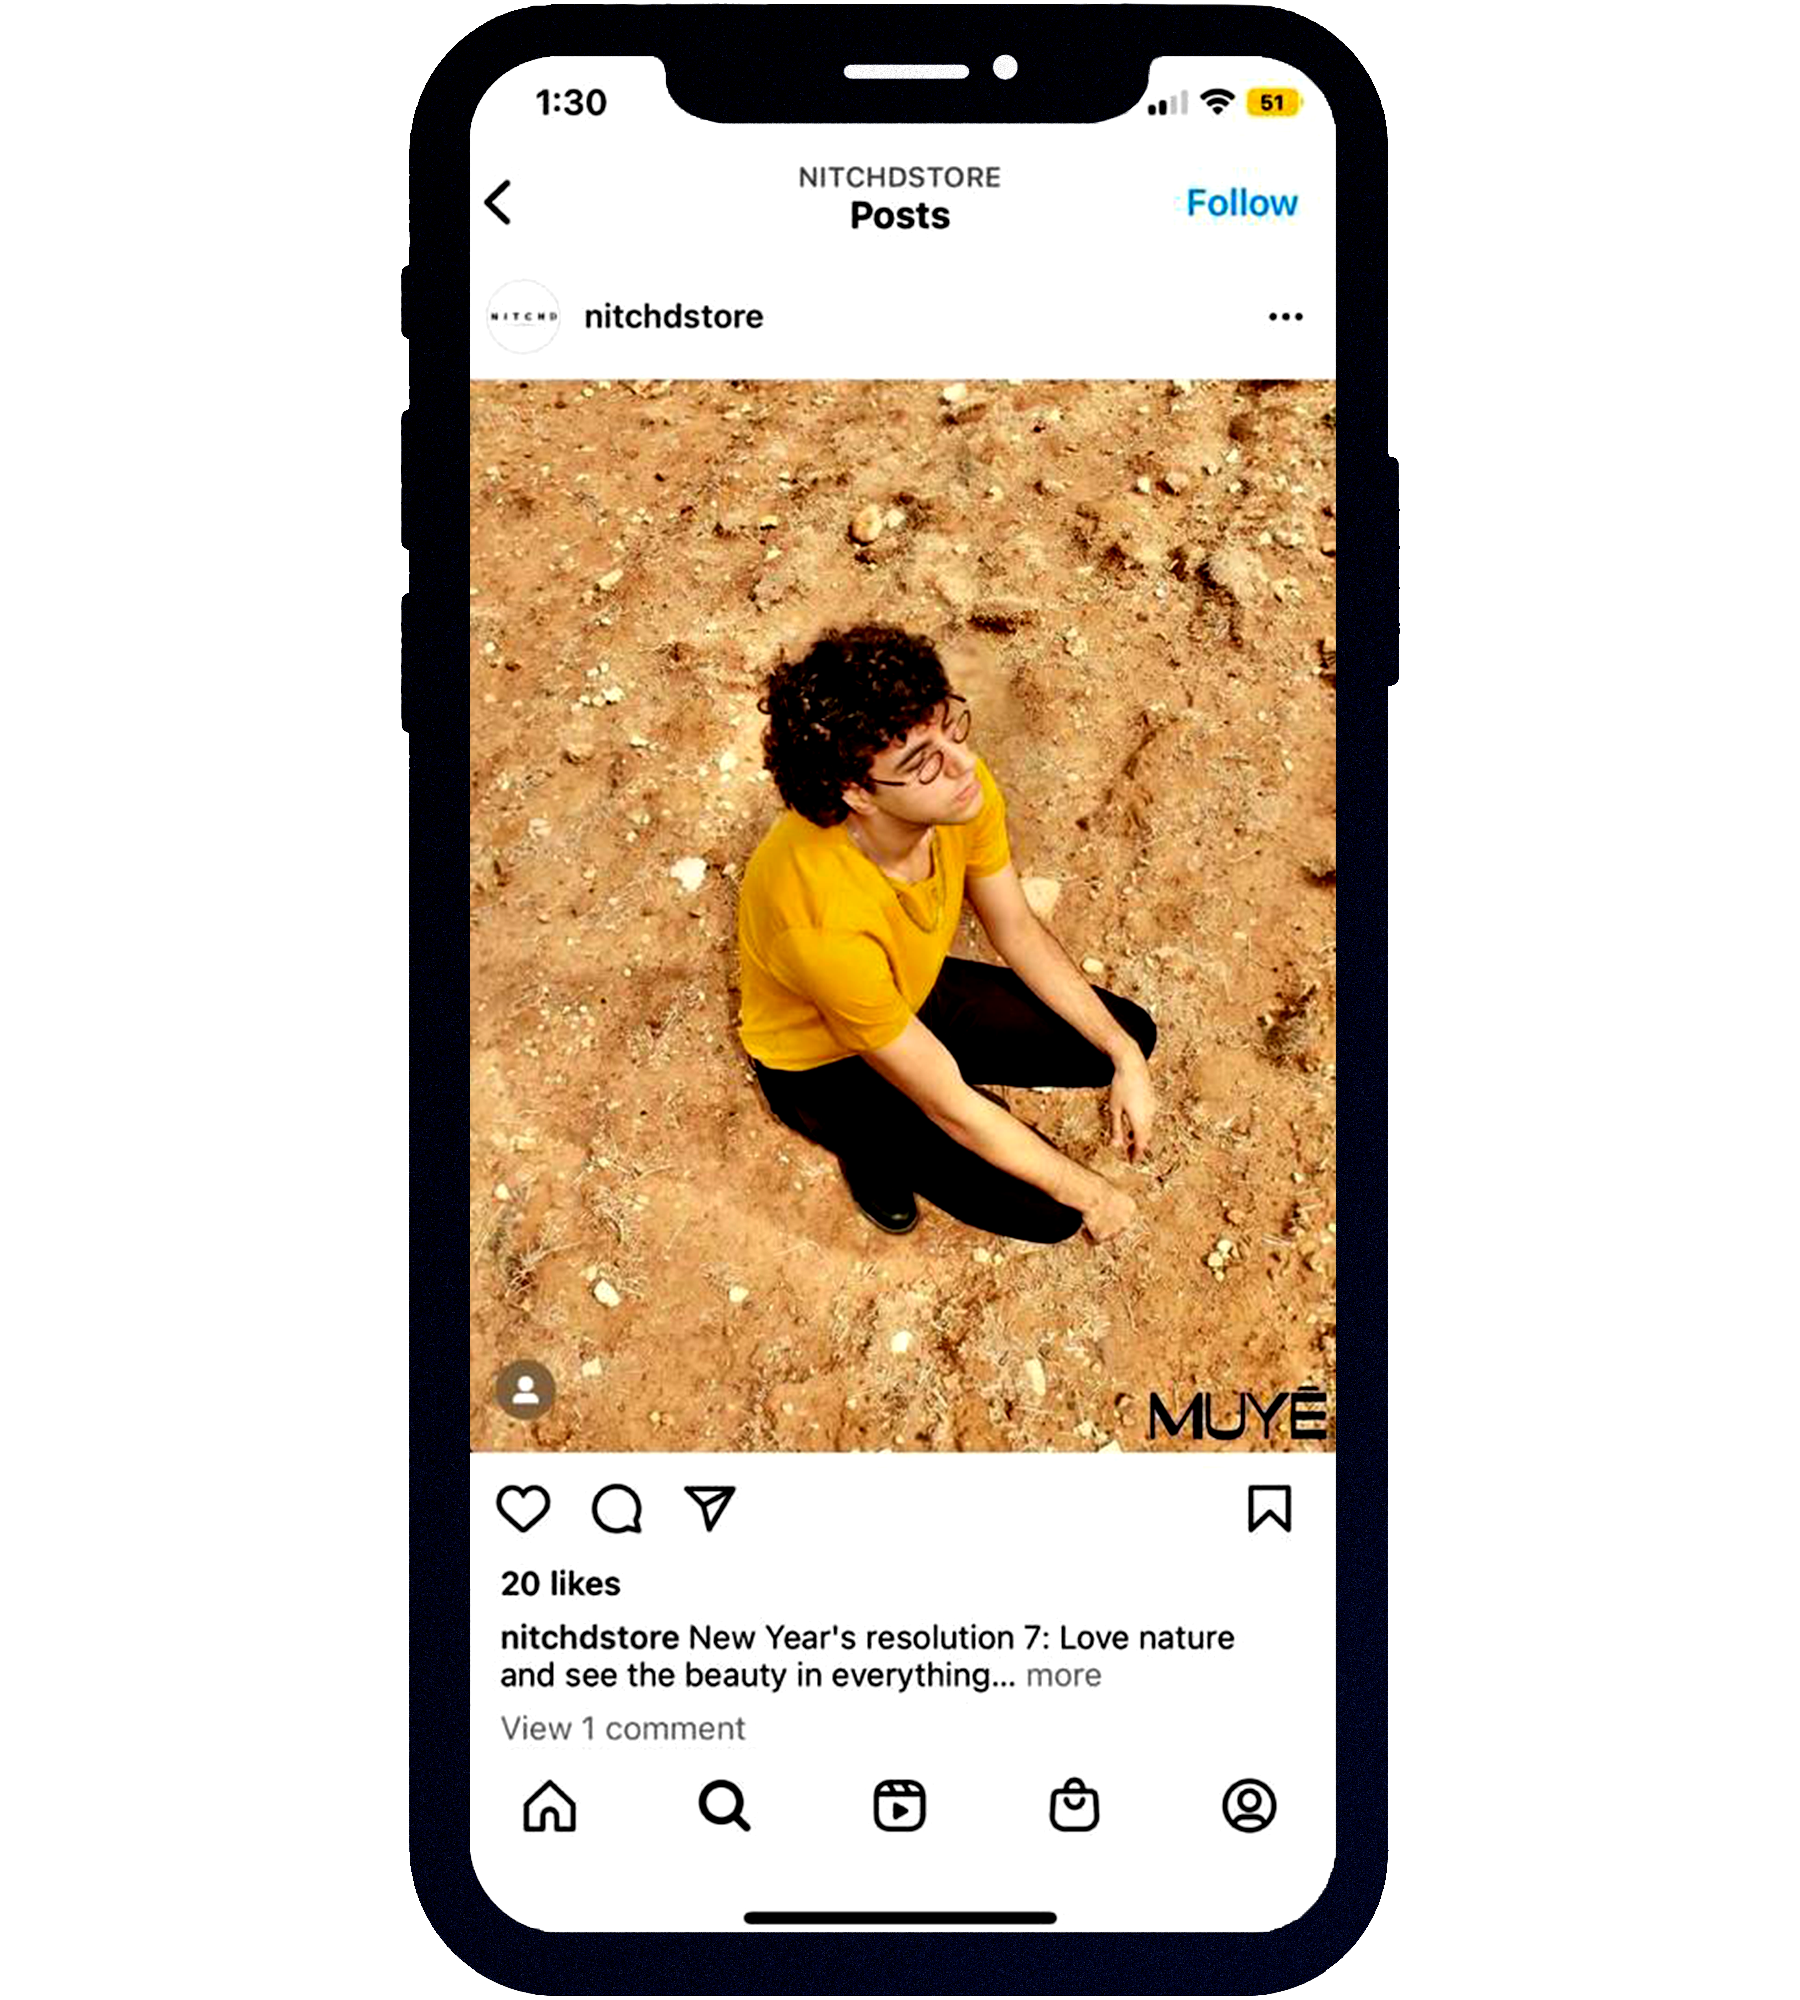 1:30
51
NITCHDSTORE
Posts
Follow
NITCHD
nitchdstore
MUYĒ
20 likes
nitchdstore New Year's resolution 7: Love nature
and see the beauty in everything... more
View 1 comment